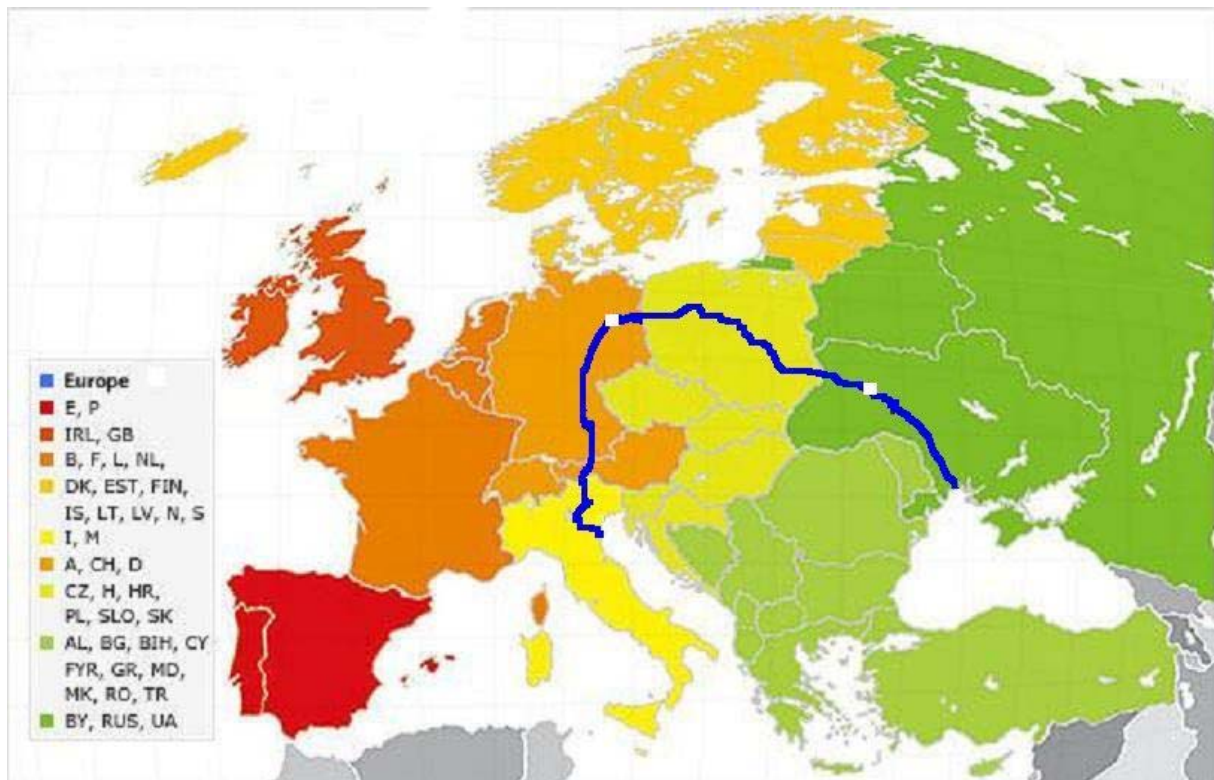 Europe
E, P
IRL, GB
B, F, L, NL,
DK, EST, FIN,
IS, LT, LV, N, S
I, M
A, CH, D
CZ, H, HR,
PL, SLO, SK
AL, BG, BIH, CY
FYR, GR, MD,
MK, RO, TR
BY, RUS, UA